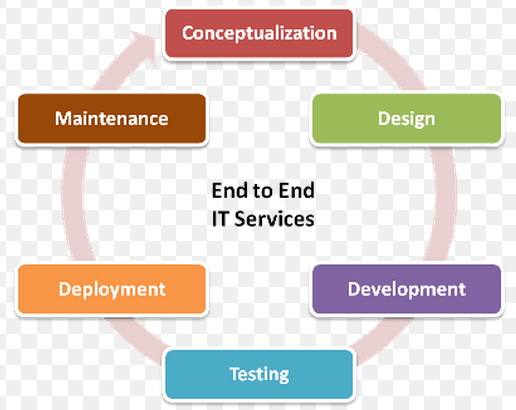 Conceptualization
Maintenance
Design
End to End
IT Services
Deployment
Development
Testing